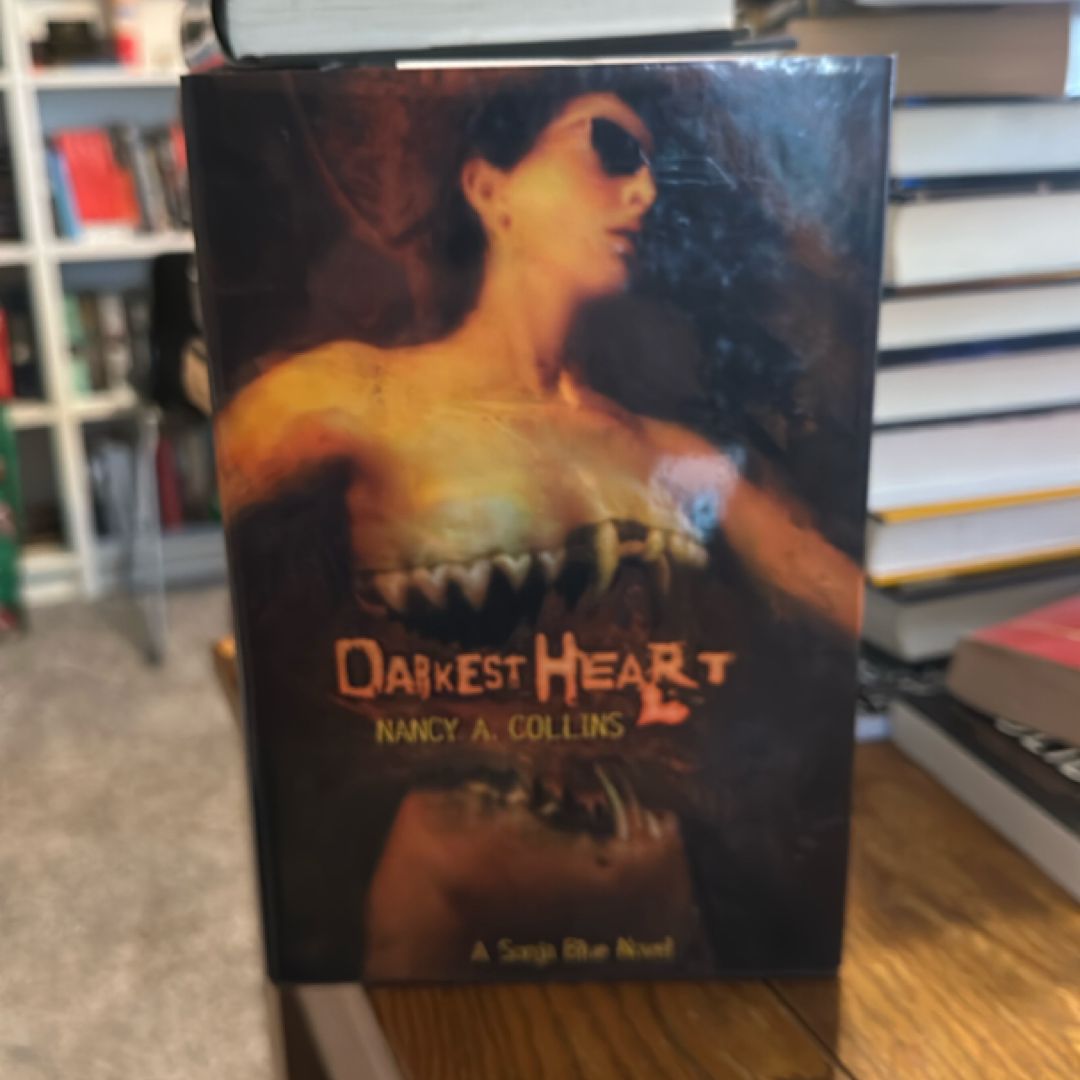 DARKEST HEART
NANCY A. COLLINS
A Sonja Blue Novel